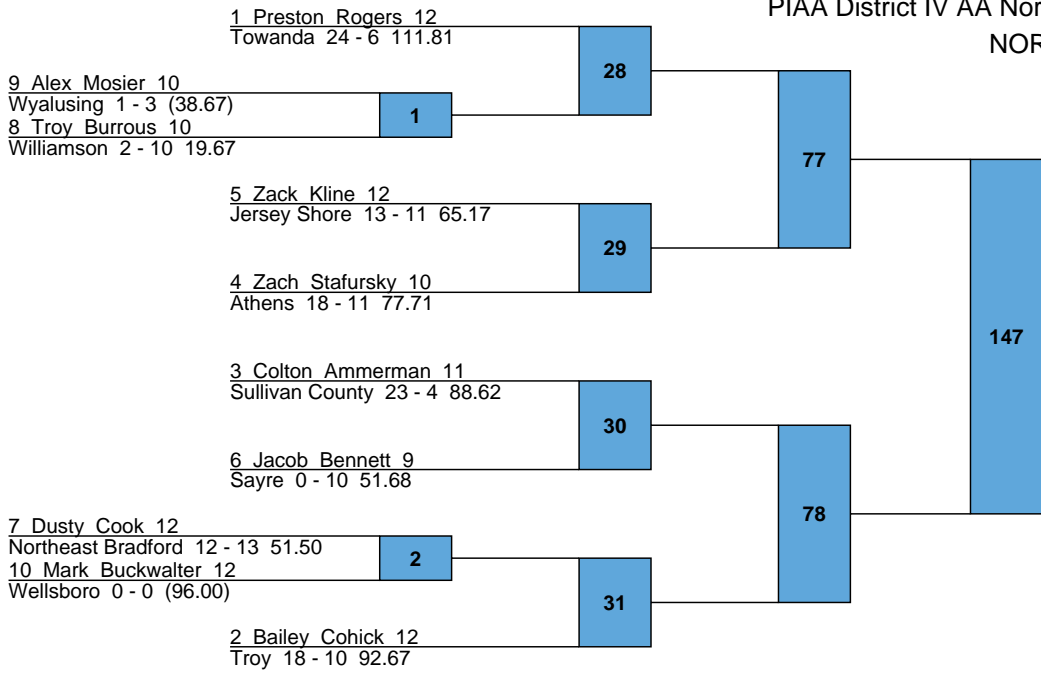 PIAA District IV AA Nor
NOR
1 Preston Rogers 12
Towanda 24 - 6 111.81
28
9 Alex Mosier 10
Wyalusing 1 - 3 (38.67)
1
8 Troy Burrous 10
Williamson 2 - 10 19.67
77
5 Zack Kline 12
Jersey Shore 13 - 11 65.17
29
4 Zach Stafursky 10
Athens 18 - 11 77.71
147
3 Colton Ammerman 11
Sullivan County 23 - 4 88.62
30
6 Jacob Bennett 9
Sayre 0 - 10 51.68
78
7 Dusty Cook 12
Northeast Bradford 12 - 13 51.50
2
10 Mark Buckwalter 12
Wellsboro 0 - 0 (96.00)
31
2 Bailey Cohick 12
Troy 18 - 10 92.67